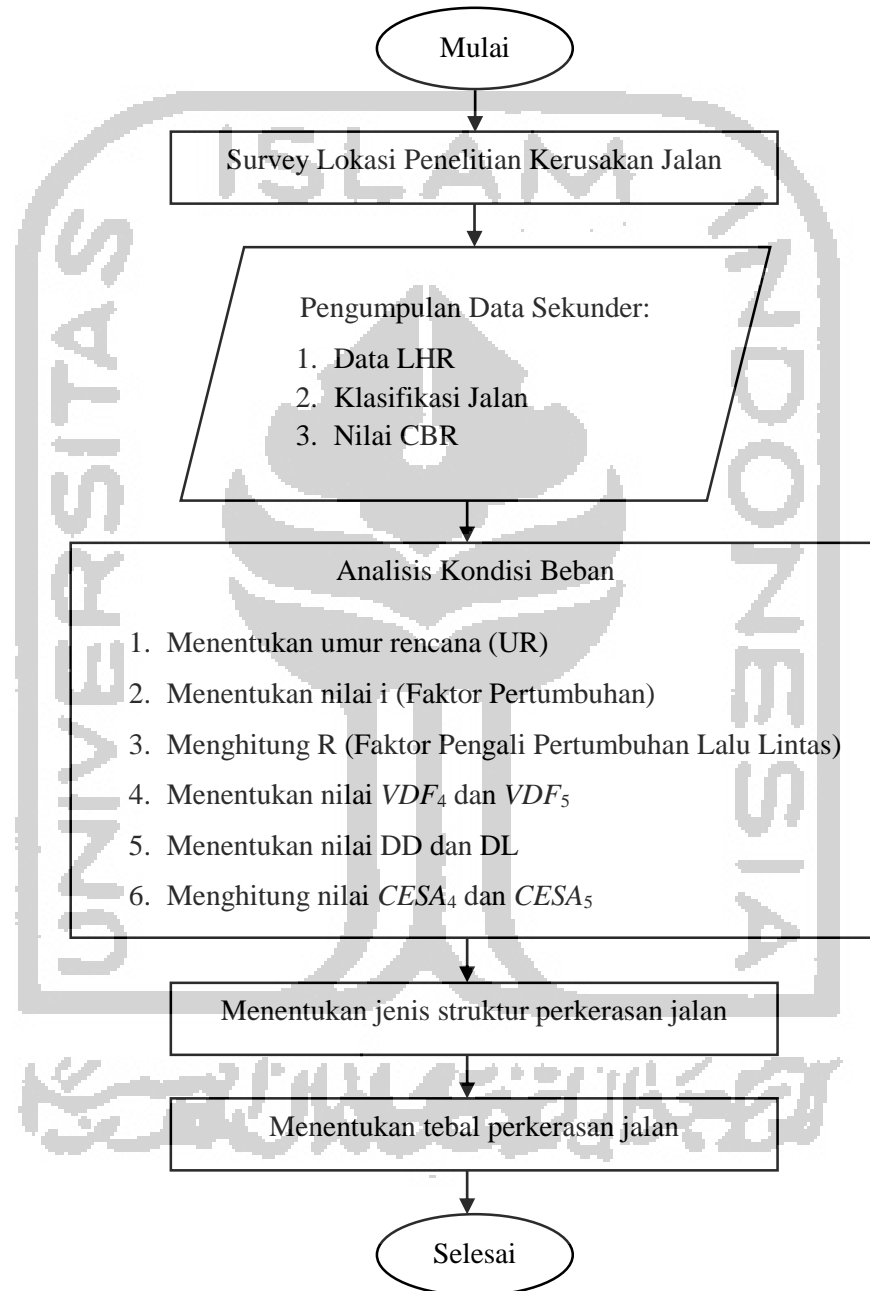 Mulai
Survey Lokasi Penelitian Kerusakan Jalan
Pengumpulan Data Sekunder:
1. Data LHR
2. Klasifikasi Jalan
3. Nilai CBR
Analisis Kondisi Beban
1. Menentukan umur rencana (UR)
2. Menentukan nilai i (Faktor Pertumbuhan)
3. Menghitung R (Faktor Pengali Pertumbuhan Lalu Lintas)
4. Menentukan nilai VDF₄ dan VDF₅
5. Menentukan nilai DD dan DL
6. Menghitung nilai CESA₄ dan CESA₅
Menentukan jenis struktur perkerasan jalan
Menentukan tebal perkerasan jalan
Selesai
UNIVERSITAS
ISLAM
INDONESIA